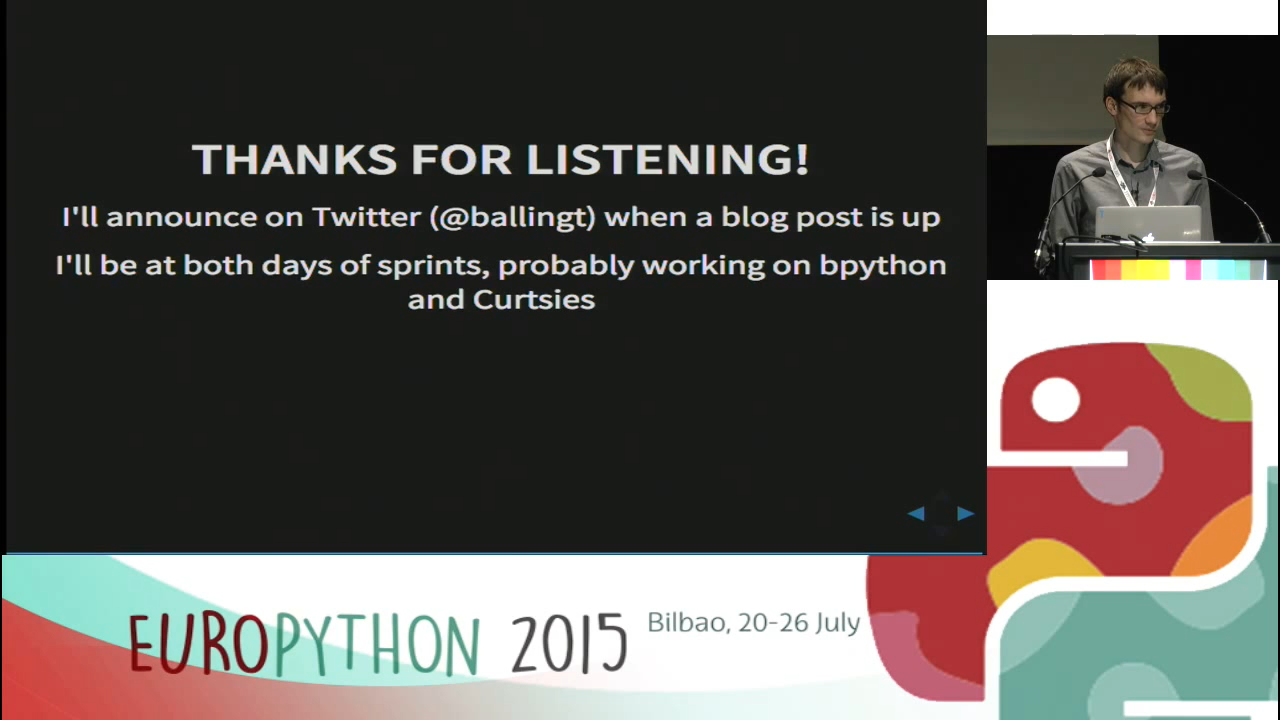 THANKS FOR LISTENING!
I'll announce on Twitter (@ballingt) when a blog post is up
I'll be at both days of sprints, probably working on bpython
and Curtsies
EUROPYTHON 2015
Bilbao, 20-26 July